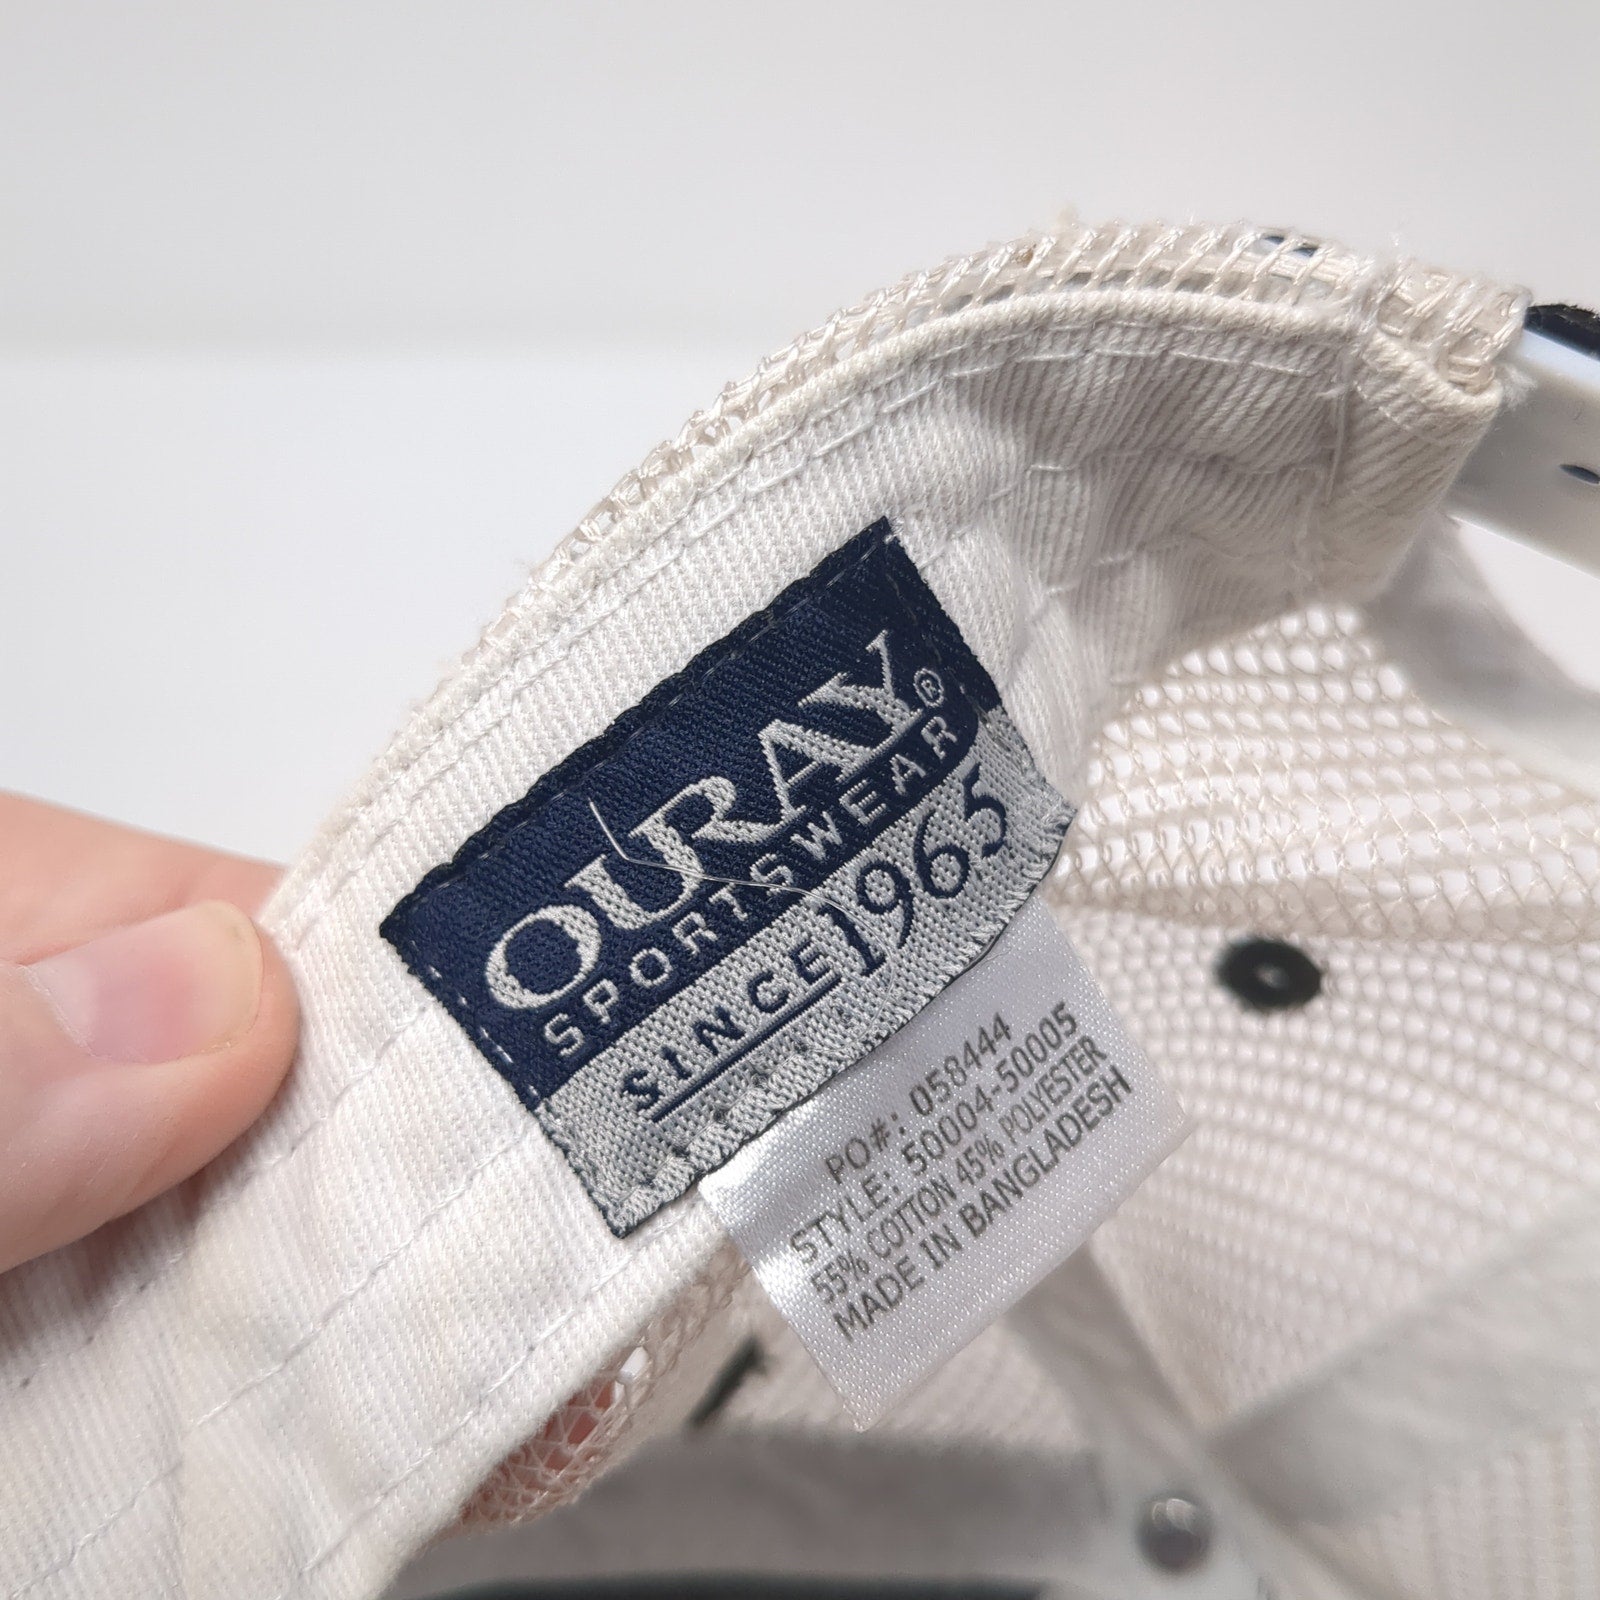 OURAY®
SPORTSWEAR
SINCE 1965
PO#: 058444
STYLE: 50004-50005
55% COTTON 45% POLYESTER
MADE IN BANGLADESH